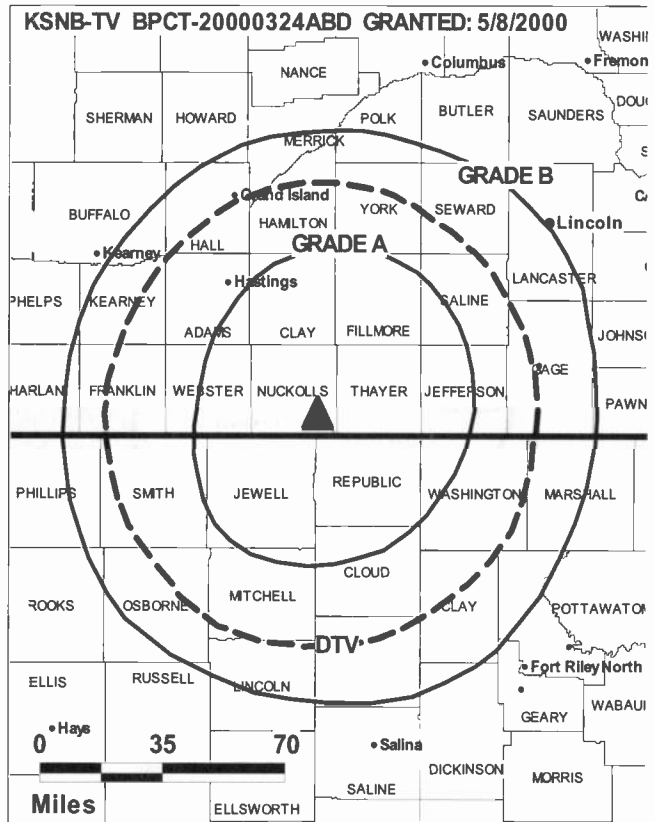 KSNB-TV BPCT-20000324ABD GRANTED: 5/8/2000
WASHI
Columbus
Fremon
NANCE
SHERMAN HOWARD POLK BUTLER SAUNDERS DOU
MERRICK
GRADE B
Grand Island
BUFFALO HAMILTON YORK SEWARD Lincoln
HALL GRADE A
Kearney
Hastings LANCASTER
PHELPS KEARNEY SALINE
ADAMS CLAY FILLMORE JOHNS
GAGE
HARLAN FRANKLIN WEBSTER NUCKOLLS THAYER JEFFERSON PAWN
PHILLIPS SMITH JEWELL REPUBLIC WASHINGTON MARSHALL
CLOUD
ROOKS OSBORNE MITCHELL CLAY POTTAWATOM
DTV
Fort Riley North
ELLIS RUSSELL LINCOLN
WABAU
GEARY
Hays
0 35 70
Salina
DICKINSON MORRIS
SALINE
Miles
ELLSWORTH